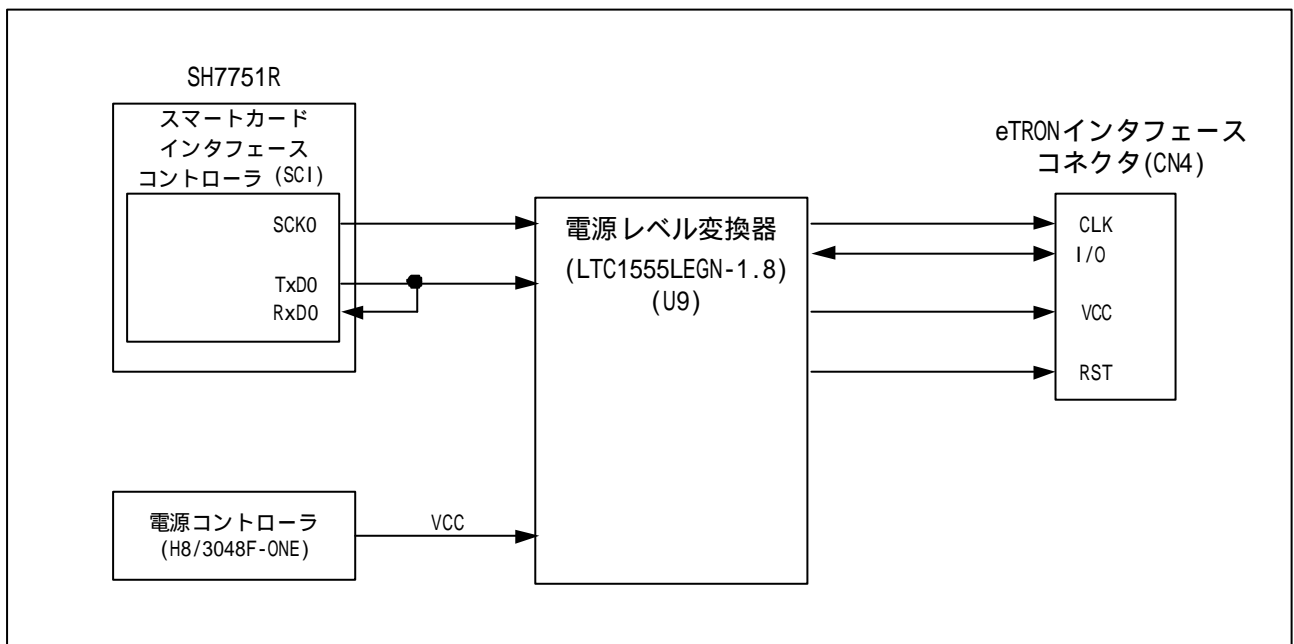 SH7751R
スマートカード
インタフェース
コントローラ (SCI)
SCK0
TxD0
RxD0
電源レベル変換器
(LTC1555LEGN-1.8)
(U9)
eTRONインタフェース
コネクタ(CN4)
CLK
I/O
VCC
RST
電源コントローラ
(H8/3048F-ONE)
VCC